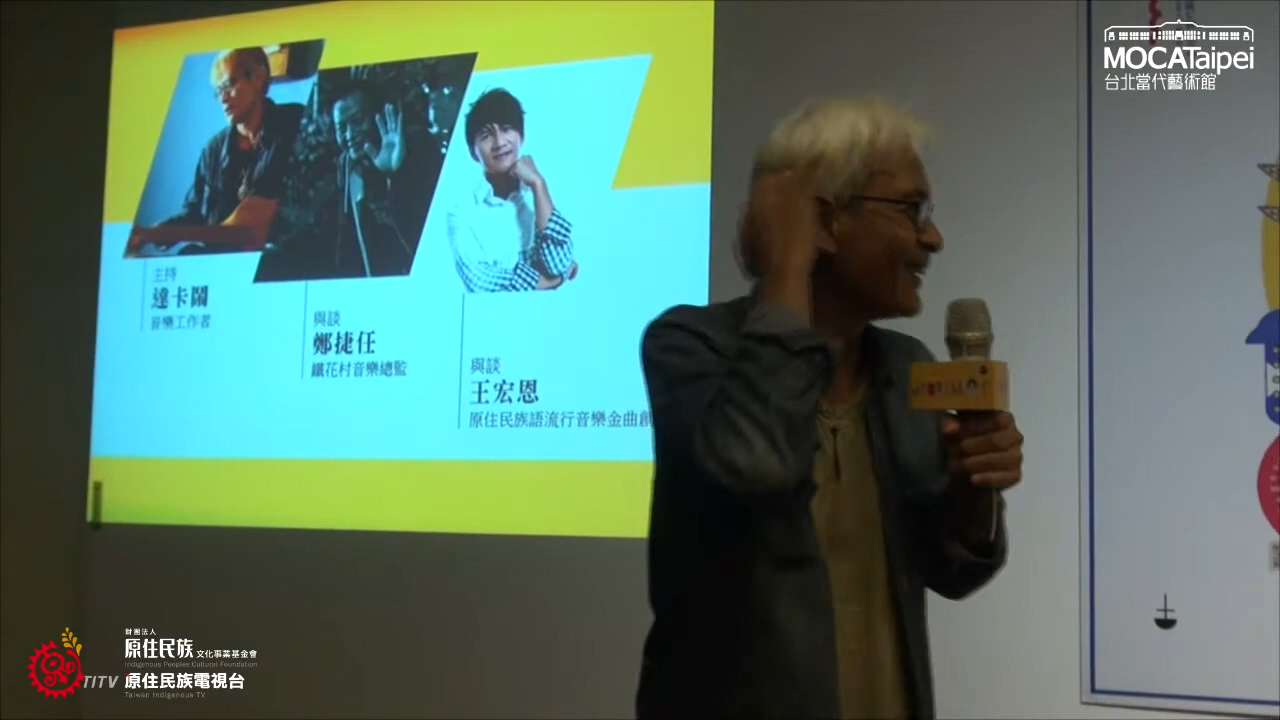 MOCATaipei
台北當代藝術館
主持
達卡鬧
音樂工作者
與談
鄭捷任
鐵花村音樂總監
與談
王宏恩
原住民族語流行音樂金曲創
財團法人
原住民族文化事業基金會
Indigenous Peoples Cultural Foundation
TITV 原住民族電視台
Taiwan Indigenous TV